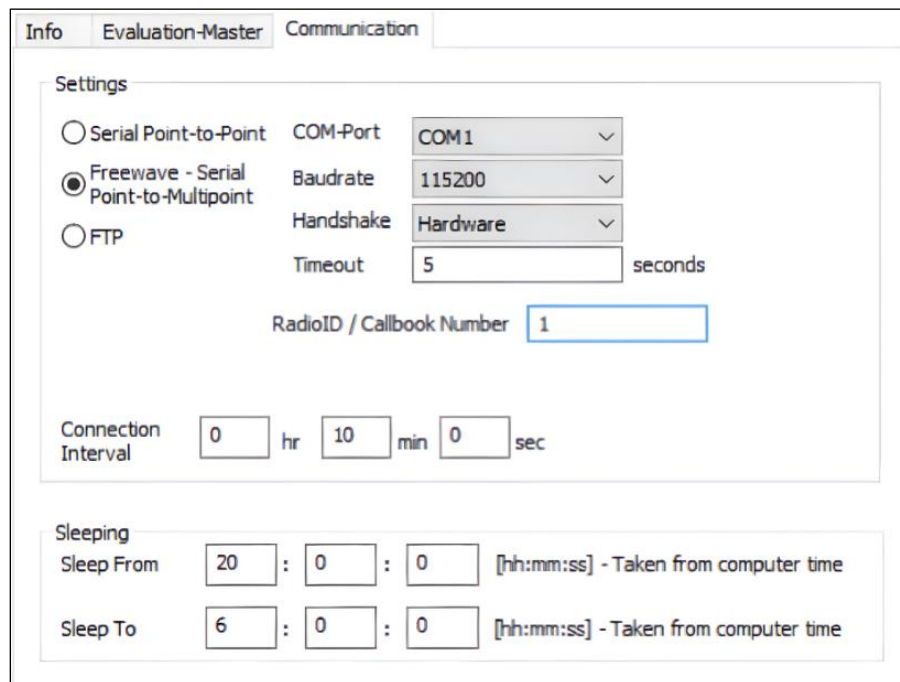 Info Evaluation-Master Communication
Settings
Serial Point-to-Point COM-Port COM1
Freewave - Serial
Point-to-Multipoint Baudrate 115200
Handshake Hardware
FTP
Timeout 5 seconds
RadioID / Callbook Number 1
Connection
Interval 0 hr 10 min 0 sec
Sleeping
Sleep From 20 : 0 : 0 [hh:mm:ss] - Taken from computer time
Sleep To 6 : 0 : 0 [hh:mm:ss] - Taken from computer time